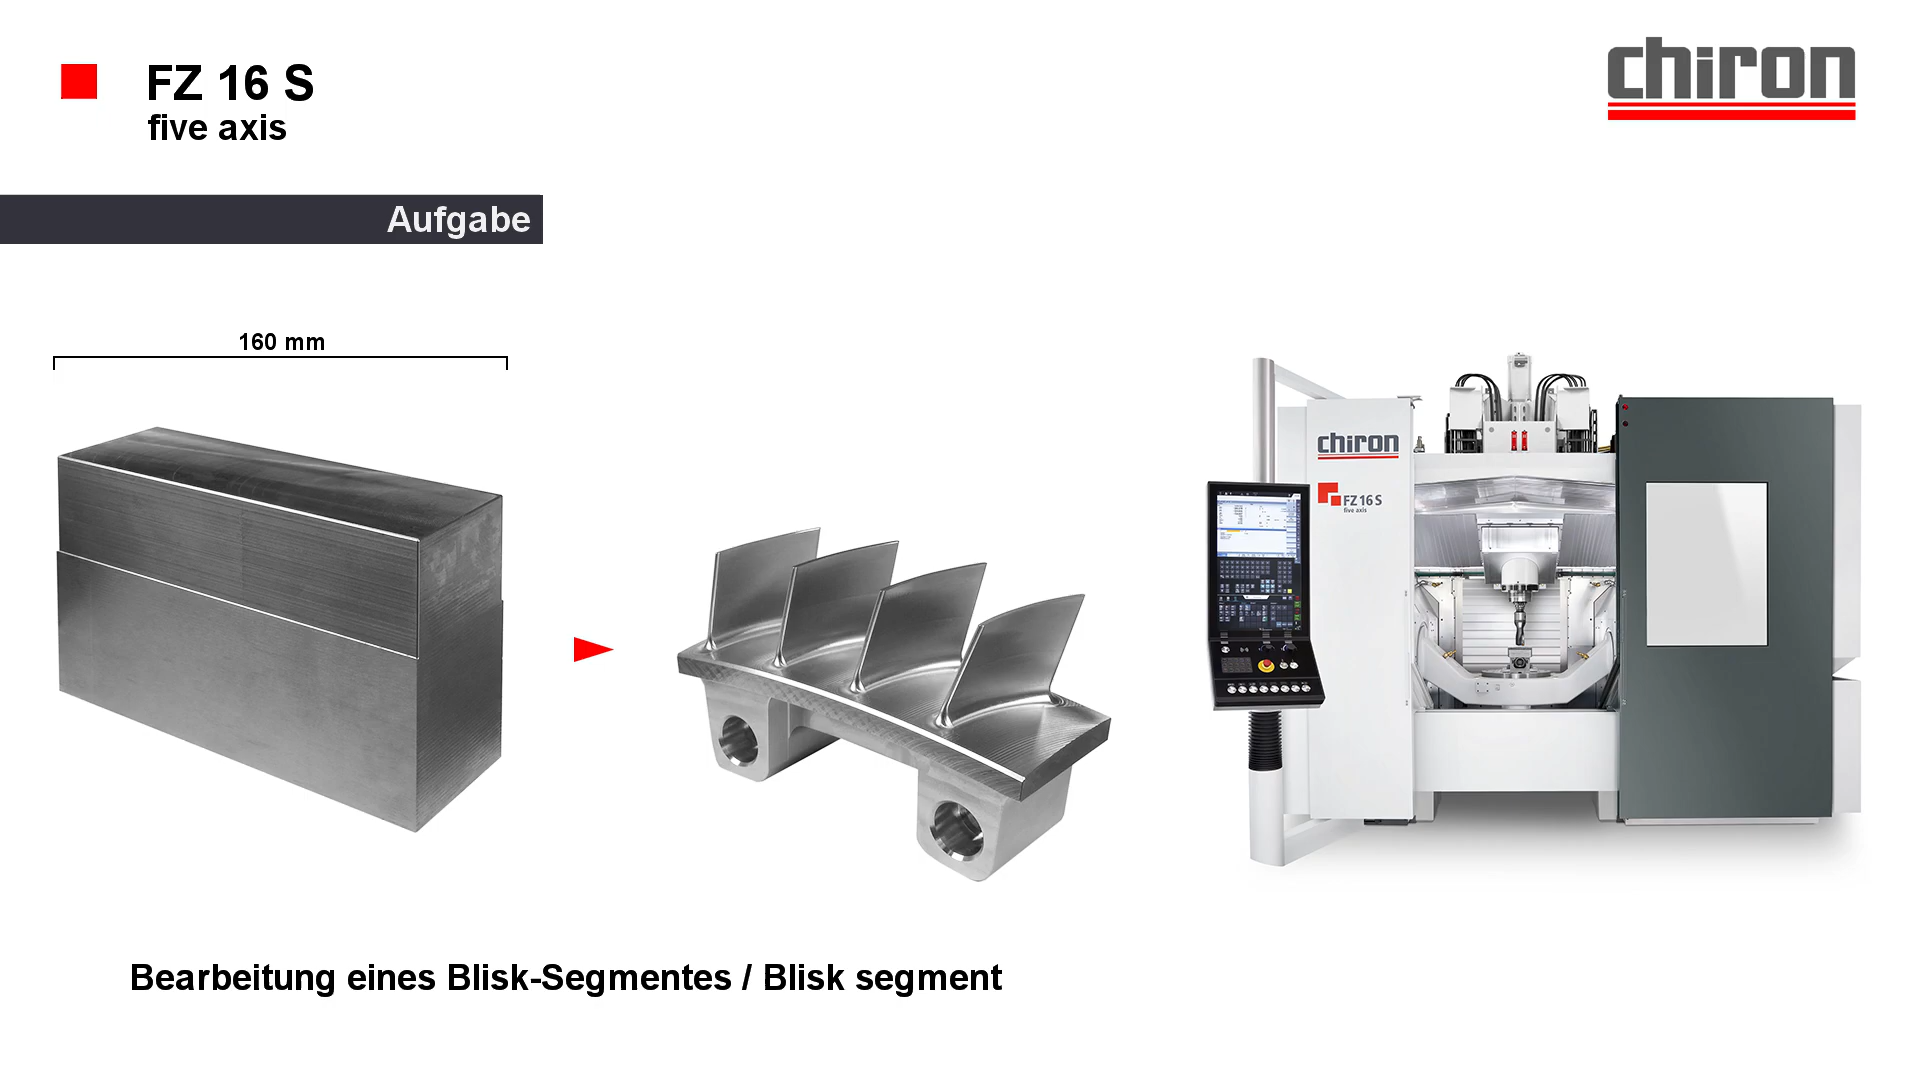 FZ 16 S
five axis
chiron
Aufgabe
160 mm
chiron
FZ 16 S
five axis
Bearbeitung eines Blisk-Segmentes / Blisk segment